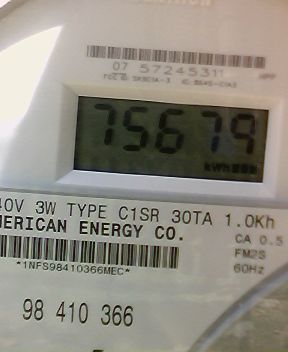 07 57245311
75679
kWh
40V 3W TYPE C1SR 30TA 1.0Kh
MERICAN ENERGY CO.
CA 0.5
FM2S
*1NFS98410366MEC*
60Hz
98 410 366